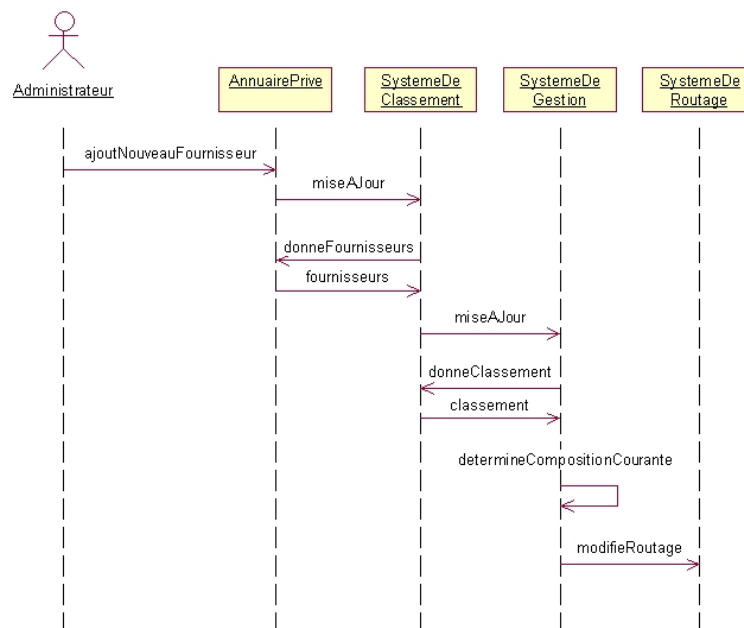 Administrateur
AnnuairePrive
SystemeDe
Classement
SystemeDe
Gestion
SystemeDe
Routage
ajoutNouveauFournisseur
miseAJour
donneFournisseurs
fournisseurs
miseAJour
donneClassement
classement
determineCompositionCourante
modifieRoutage